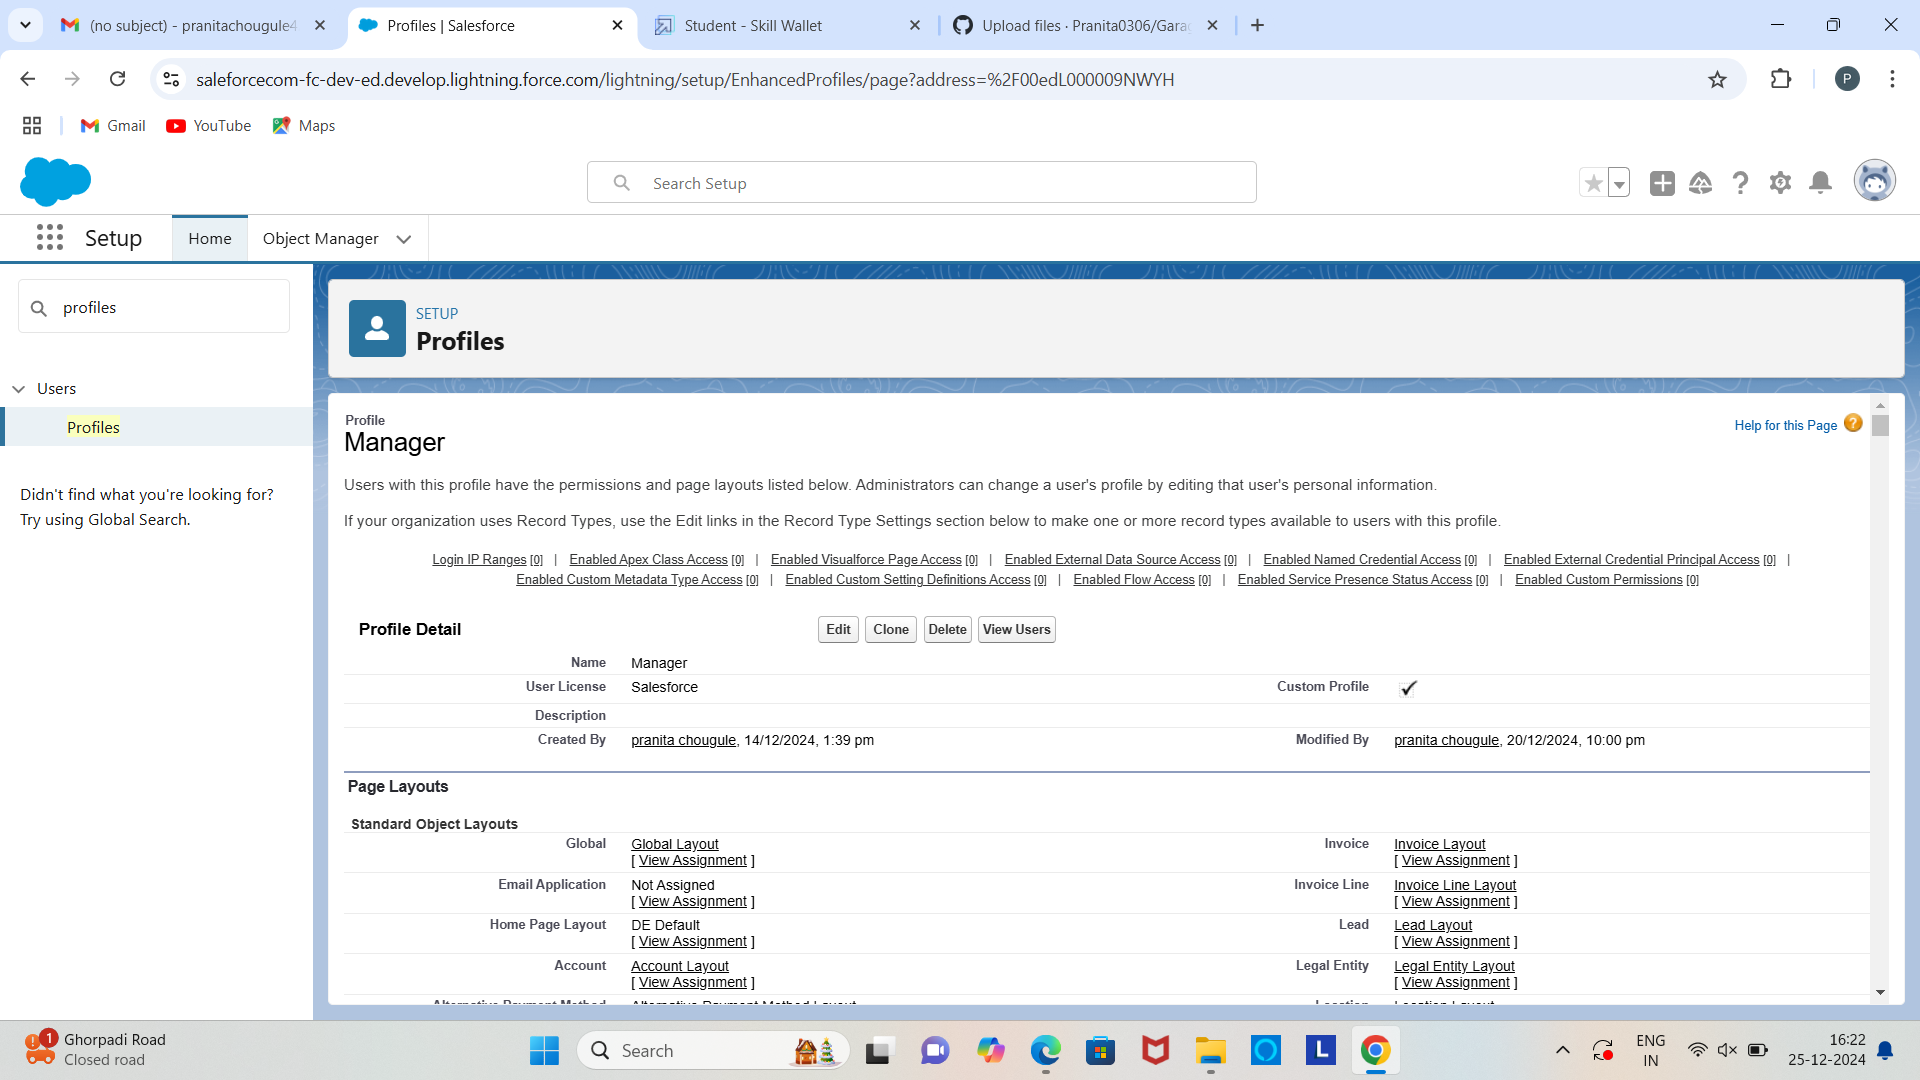 (no subject) - pranitachougule4
Profiles | Salesforce
Student - Skill Wallet
Upload files · Pranita0306/Garag
saleforcecom-fc-dev-ed.develop.lightning.force.com/lightning/setup/EnhancedProfiles/page?address=%2F00edL000009NWYH
P
Gmail
YouTube
Maps
Search Setup
Setup
Home
Object Manager
profiles
Users
Profiles
Didn't find what you're looking for?
Try using Global Search.
SETUP
Profiles
Profile
Manager
Help for this Page ?
Users with this profile have the permissions and page layouts listed below. Administrators can change a user's profile by editing that user's personal information.
If your organization uses Record Types, use the Edit links in the Record Type Settings section below to make one or more record types available to users with this profile.
Login IP Ranges [0] | Enabled Apex Class Access [0] | Enabled Visualforce Page Access [0] | Enabled External Data Source Access [0] | Enabled Named Credential Access [0] | Enabled External Credential Principal Access [0] |
Enabled Custom Metadata Type Access [0] | Enabled Custom Setting Definitions Access [0] | Enabled Flow Access [0] | Enabled Service Presence Status Access [0] | Enabled Custom Permissions [0]
Profile Detail Edit Clone Delete View Users
Name Manager
User License Salesforce Custom Profile ✓
Description
Created By pranita chougule, 14/12/2024, 1:39 pm Modified By pranita chougule, 20/12/2024, 10:00 pm
Page Layouts
Standard Object Layouts
Global Global Layout Invoice Invoice Layout
[ View Assignment ] [ View Assignment ]
Email Application Not Assigned Invoice Line Invoice Line Layout
[ View Assignment ] [ View Assignment ]
Home Page Layout DE Default Lead Lead Layout
[ View Assignment ] [ View Assignment ]
Account Account Layout Legal Entity Legal Entity Layout
[ View Assignment ] [ View Assignment ]
Alternative Payment Method Alternative Payment Method Layout Location Location Layout
1
Ghorpadi Road
Closed road
Search
L
ENG
IN
16:22
25-12-2024